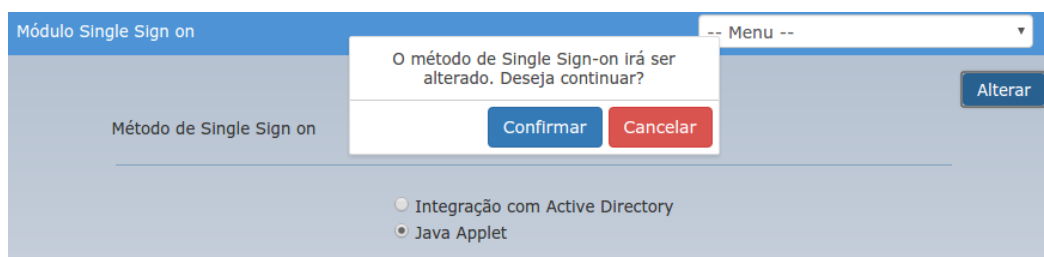 Módulo Single Sign on
-- Menu --
O método de Single Sign-on irá ser
alterado. Deseja continuar?
Confirmar Cancelar
Alterar
Método de Single Sign on
Integração com Active Directory
Java Applet